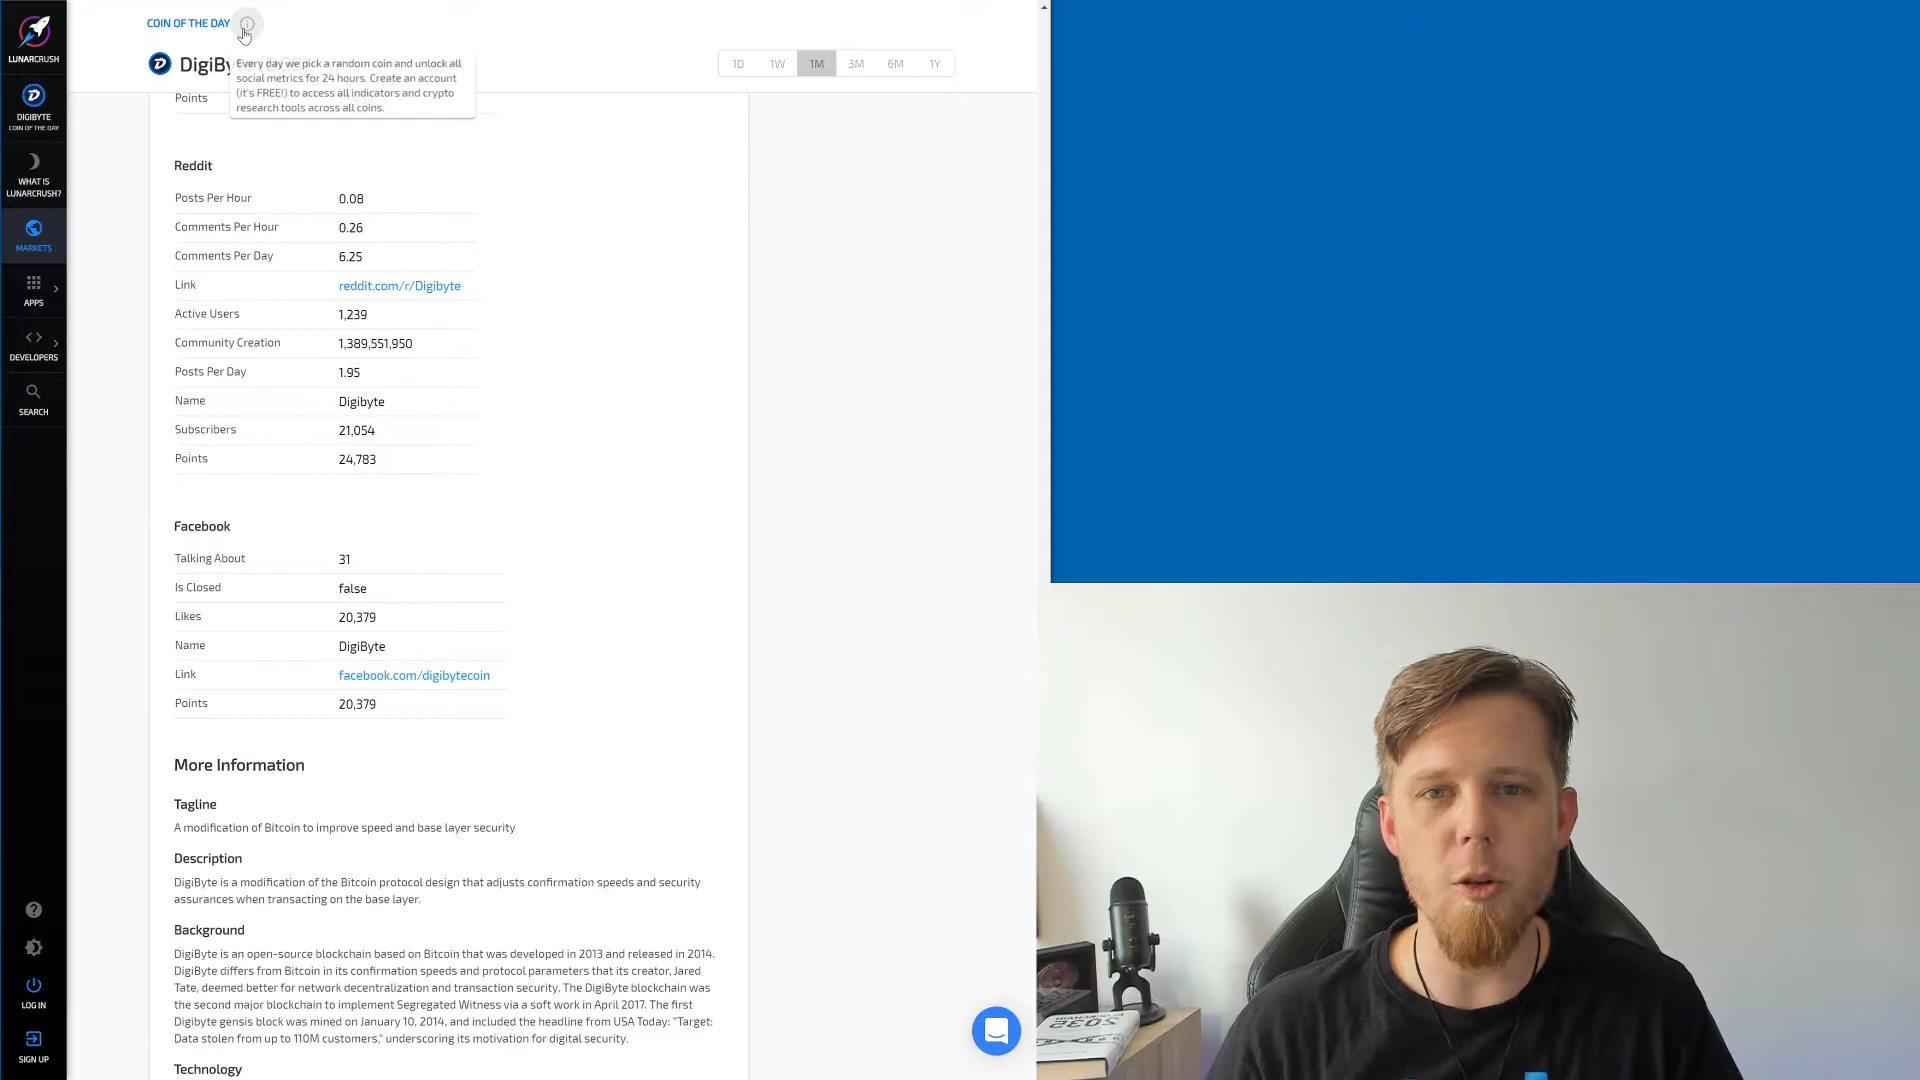 LUNARCRUSH
DIGIBYTE
COIN OF THE DAY
WHAT IS
LUNARCRUSH?
MARKETS
APPS
DEVELOPERS
SEARCH
LOG IN
SIGN UP
COIN OF THE DAY
DigiBy
Every day we pick a random coin and unlock all
social metrics for 24 hours. Create an account
(it's FREE!) to access all indicators and crypto
research tools across all coins.
1D 1W 1M 3M 6M 1Y
Points
Reddit
Posts Per Hour 0.08
Comments Per Hour 0.26
Comments Per Day 6.25
Link reddit.com/r/Digibyte
Active Users 1,239
Community Creation 1,389,551,950
Posts Per Day 1.95
Name Digibyte
Subscribers 21,054
Points 24,783
Facebook
Talking About 31
Is Closed false
Likes 20,379
Name DigiByte
Link facebook.com/digibytecoin
Points 20,379
More Information
Tagline
A modification of Bitcoin to improve speed and base layer security
Description
DigiByte is a modification of the Bitcoin protocol design that adjusts confirmation speeds and security
assurances when transacting on the base layer.
Background
DigiByte is an open-source blockchain based on Bitcoin that was developed in 2013 and released in 2014.
DigiByte differs from Bitcoin in its confirmation speeds and protocol parameters that its creator, Jared
Tate, deemed better for network decentralization and transaction security. The DigiByte blockchain was
the second major blockchain to implement Segregated Witness via a soft work in April 2017. The first
Digibyte gensis block was mined on January 10, 2014, and included the headline from USA Today: "Target:
Data stolen from up to 110M customers," underscoring its motivation for digital security.
Technology
2035